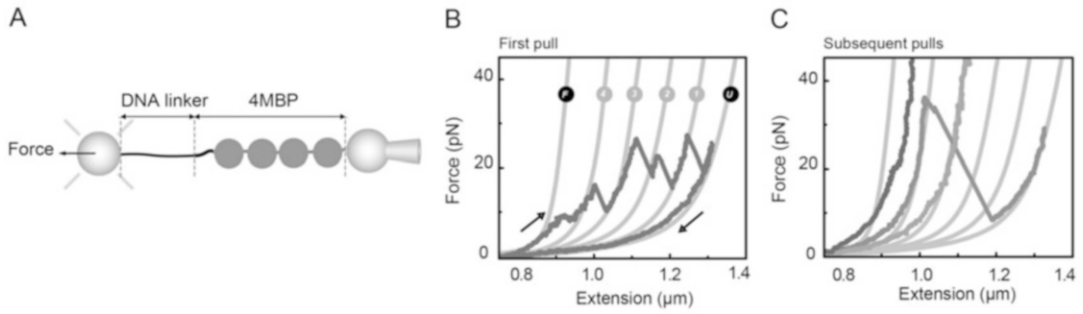 A
DNA linker
4MBP
Force
B
First pull
Force (pN)
40
20
0
F
4
3
2
1
U
0.8
1.0
1.2
1.4
Extension (μm)
C
Subsequent pulls
Force (pN)
40
20
0
0.8
1.0
1.2
1.4
Extension (μm)